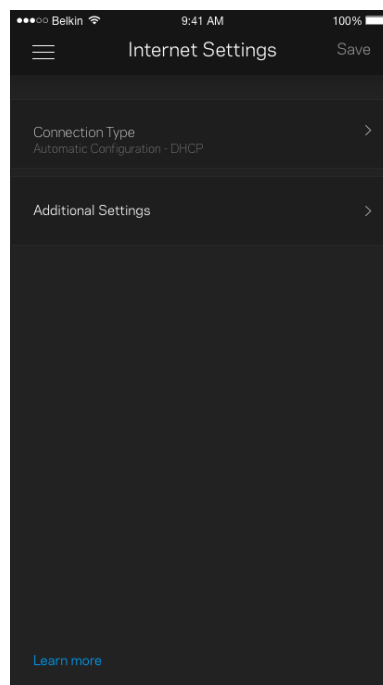 Belkin 9:41 AM 100%
Internet Settings Save
Connection Type
Automatic Configuration - DHCP
Additional Settings
Learn more